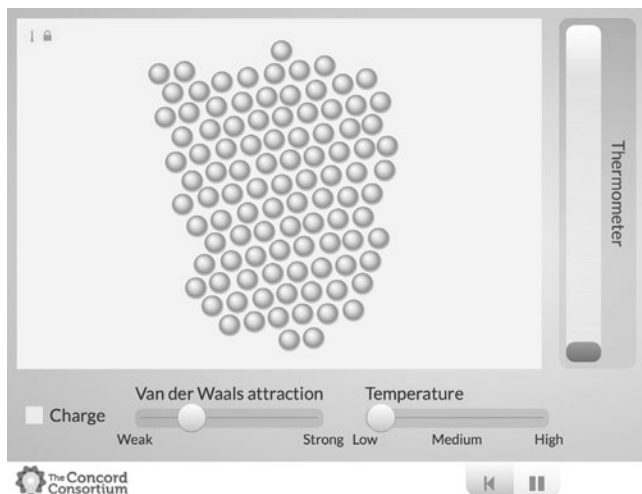 Thermometer
Van der Waals attraction
Temperature
Charge
Weak
Strong
Low
Medium
High
The Concord
Consortium